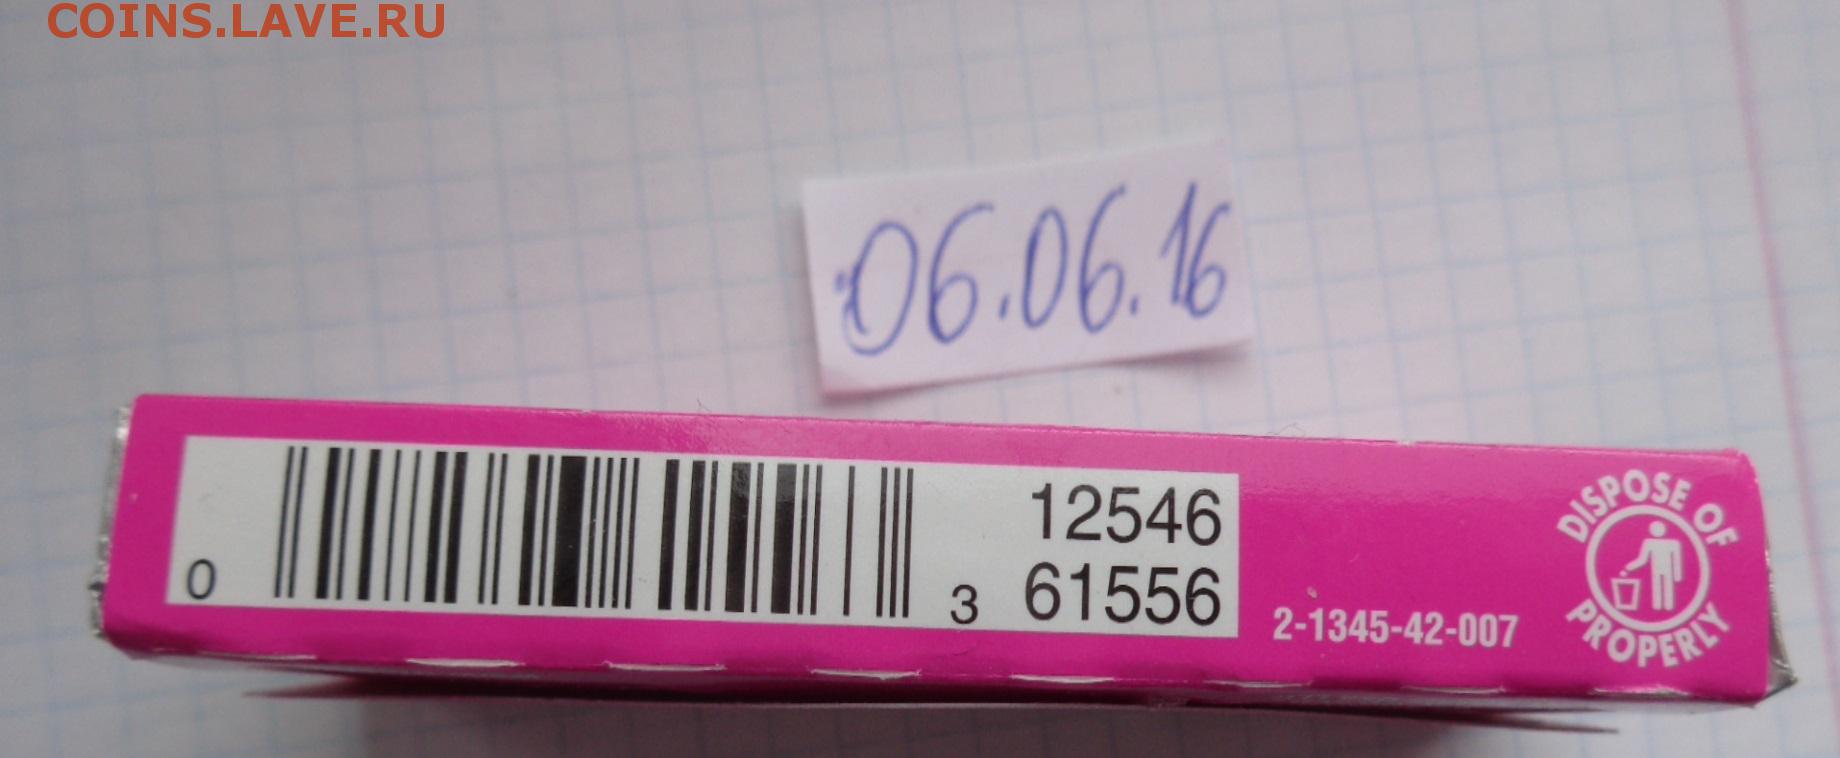 COINS.LAVE.RU
06.06.16
0
3
12546
61556
2-1345-42-007
DISPOSE OF
PROPERLY